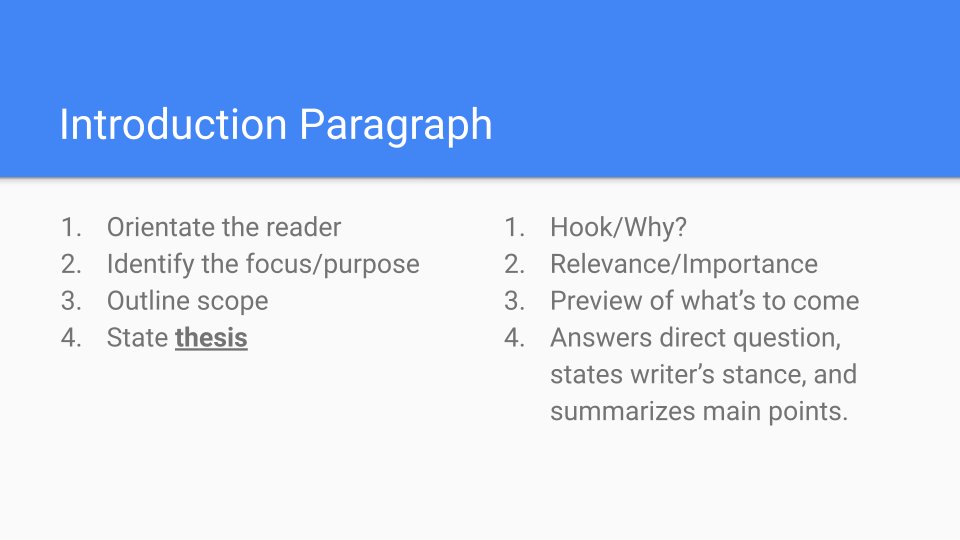 Introduction Paragraph
1. Orientate the reader
2. Identify the focus/purpose
3. Outline scope
4. State thesis
1. Hook/Why?
2. Relevance/Importance
3. Preview of what’s to come
4. Answers direct question,
states writer’s stance, and
summarizes main points.